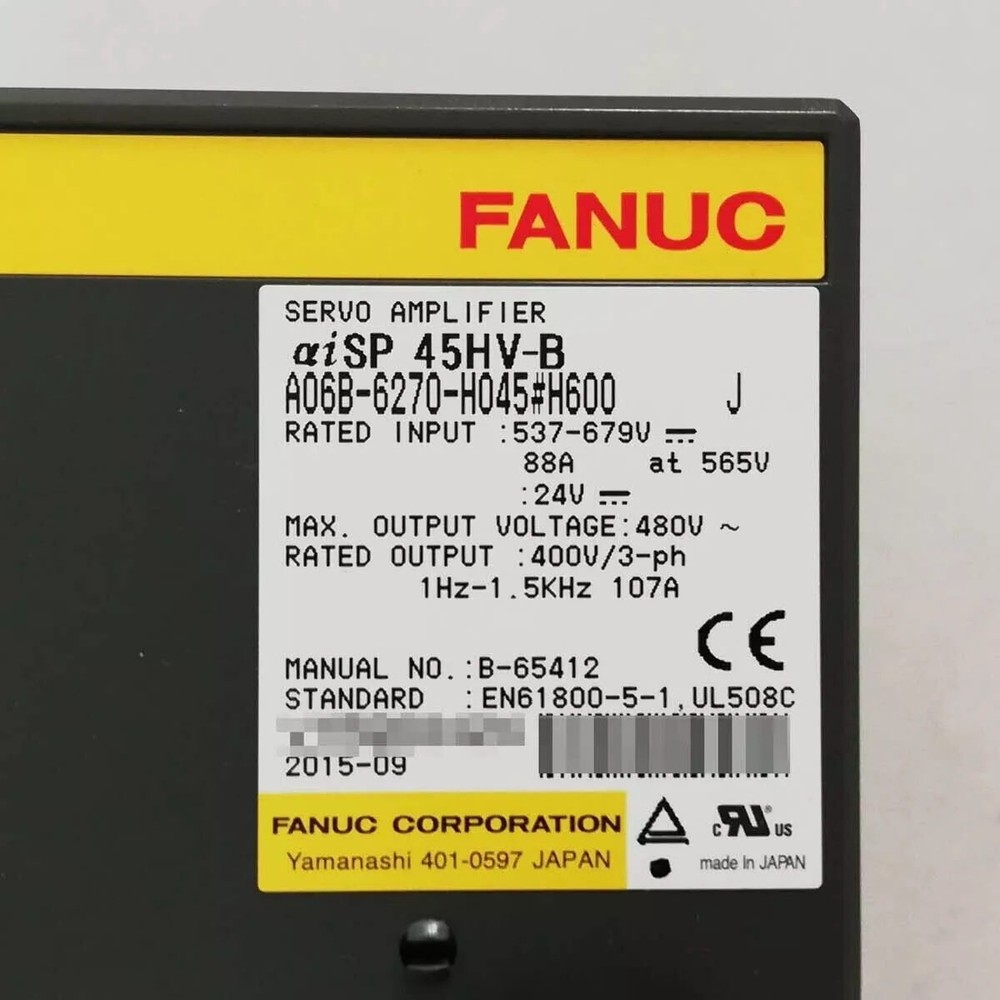 FANUC
SERVO AMPLIFIER
αiSP 45HV-B
A06B-6270-H045#H600 J
RATED INPUT :537-679V ⎓
88A at 565V
:24V ⎓
MAX. OUTPUT VOLTAGE:480V ~
RATED OUTPUT :400V/3-ph
1Hz-1.5KHz 107A
CE
MANUAL NO.:B-65412
STANDARD :EN61800-5-1,UL508C
2015-09
FANUC CORPORATION
Yamanashi 401-0597 JAPAN
c RU ® US
made In JAPAN